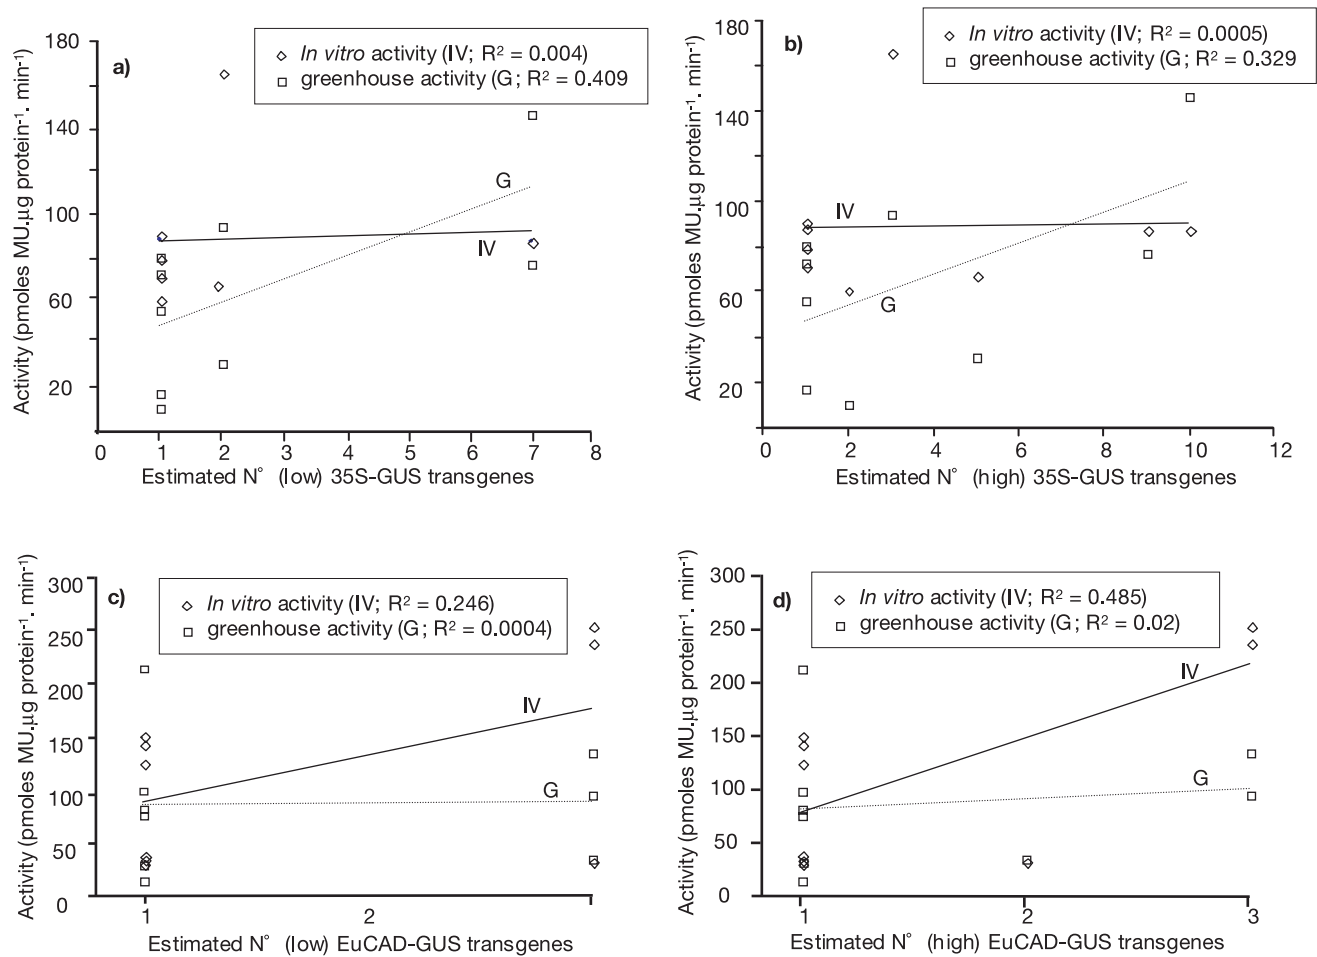 a)
In vitro activity (IV; R² = 0.004)
greenhouse activity (G; R² = 0.409
Activity (pmoles MU.µg protein⁻¹. min⁻¹)
180
140
100
60
20
G
IV
0 1 2 3 4 5 6 7 8
Estimated N° (low) 35S-GUS transgenes
b)
In vitro activity (IV; R² = 0.0005)
greenhouse activity (G; R² = 0.329
Activity (pmoles MU.µg protein⁻¹. min⁻¹)
180
140
100
60
20
IV
G
0 2 4 6 8 10 12
Estimated N° (high) 35S-GUS transgenes
c)
In vitro activity (IV; R² = 0.246)
greenhouse activity (G; R² = 0.0004)
Activity (pmoles MU.µg protein⁻¹. min⁻¹)
300
250
200
150
100
50
0
IV
G
1 2
Estimated N° (low) EuCAD-GUS transgenes
d)
In vitro activity (IV; R² = 0.485)
greenhouse activity (G; R² = 0.02)
Activity (pmoles MU.µg protein⁻¹. min⁻¹)
300
250
200
150
100
50
0
IV
G
1 2 3
Estimated N° (high) EuCAD-GUS transgenes